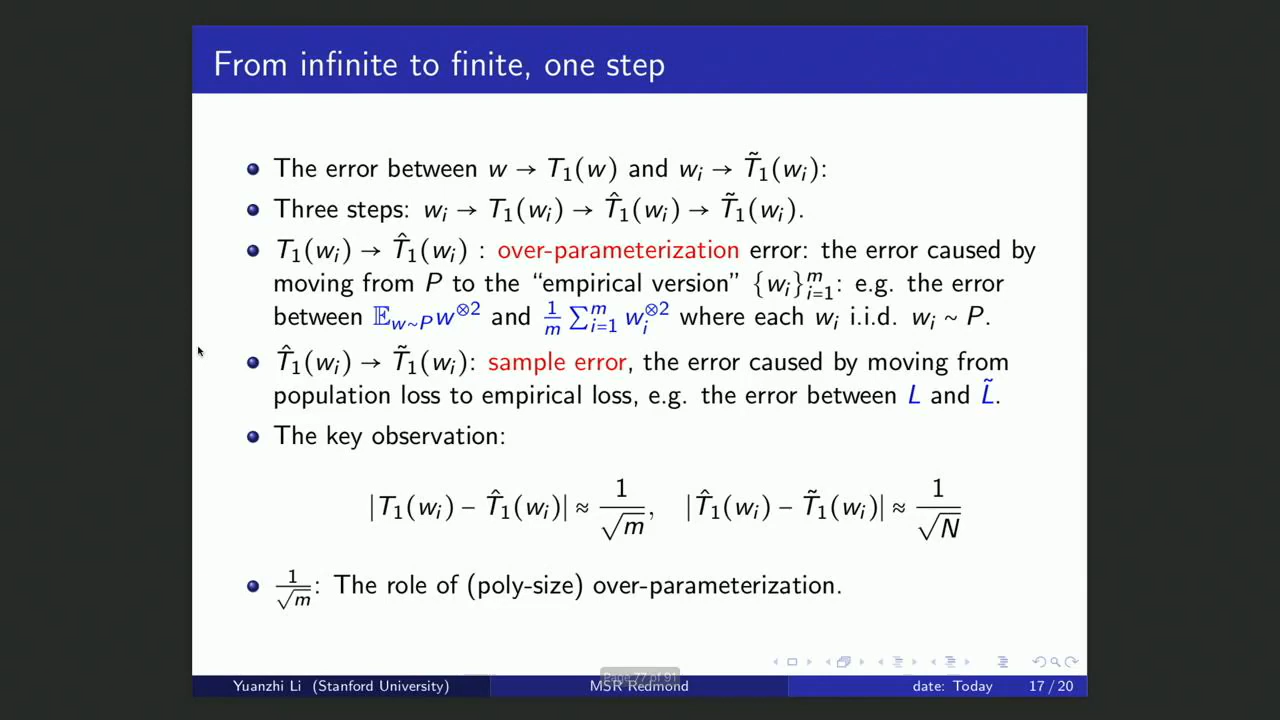 From infinite to finite, one step
The error between w → T₁(w) and wᵢ → T̃₁(wᵢ):
Three steps: wᵢ → T₁(wᵢ) → T̂₁(wᵢ) → T̃₁(wᵢ).
T₁(wᵢ) → T̂₁(wᵢ) : over-parameterization error: the error caused by
moving from P to the “empirical version” {wᵢ}ᵢ₌₁ᵐ: e.g. the error
between 𝔼_{w∼P}w^{⊗2} and 1/m ∑ᵢ₌₁ᵐ wᵢ^{⊗2} where each wᵢ i.i.d. wᵢ ∼ P.
T̂₁(wᵢ) → T̃₁(wᵢ): sample error, the error caused by moving from
population loss to empirical loss, e.g. the error between L and L̃.
The key observation:
|T₁(wᵢ) − T̂₁(wᵢ)| ≈ 1/√m, |T̂₁(wᵢ) − T̃₁(wᵢ)| ≈ 1/√N
1/√m: The role of (poly-size) over-parameterization.
Page 77 of 91
Yuanzhi Li (Stanford University) MSR Redmond date: Today 17 / 20